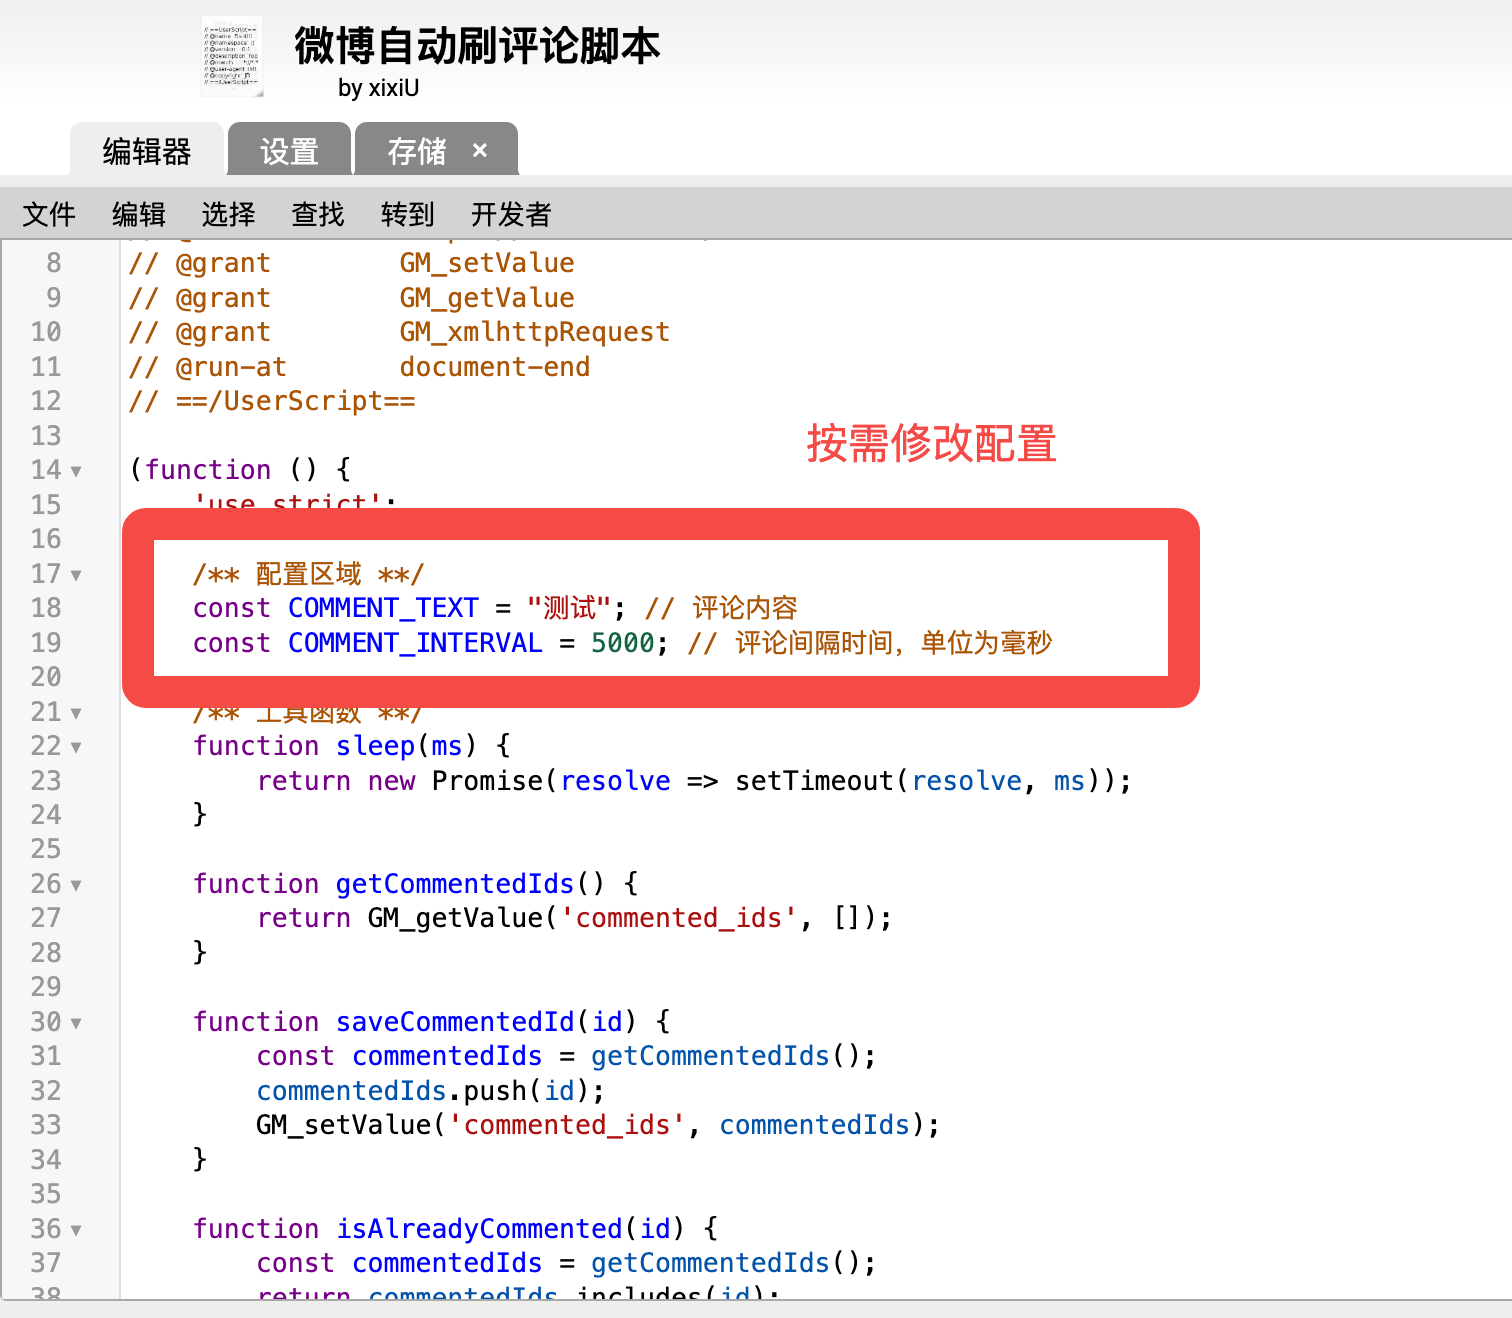 微博自动刷评论脚本
by xixiU
编辑器 设置 存储 ×
文件 编辑 选择 查找 转到 开发者
8 // @grant GM_setValue
9 // @grant GM_getValue
10 // @grant GM_xmlhttpRequest
11 // @run-at document-end
12 // ==/UserScript==
13
按需修改配置
14 (function () {
15 'use strict';
16
17 /** 配置区域 **/
18 const COMMENT_TEXT = "测试"; // 评论内容
19 const COMMENT_INTERVAL = 5000; // 评论间隔时间，单位为毫秒
20
21 /** 工具函数 **/
22 function sleep(ms) {
23 return new Promise(resolve => setTimeout(resolve, ms));
24 }
25
26 function getCommentedIds() {
27 return GM_getValue('commented_ids', []);
28 }
29
30 function saveCommentedId(id) {
31 const commentedIds = getCommentedIds();
32 commentedIds.push(id);
33 GM_setValue('commented_ids', commentedIds);
34 }
35
36 function isAlreadyCommented(id) {
37 const commentedIds = getCommentedIds();
38 return commentedIds.includes(id);